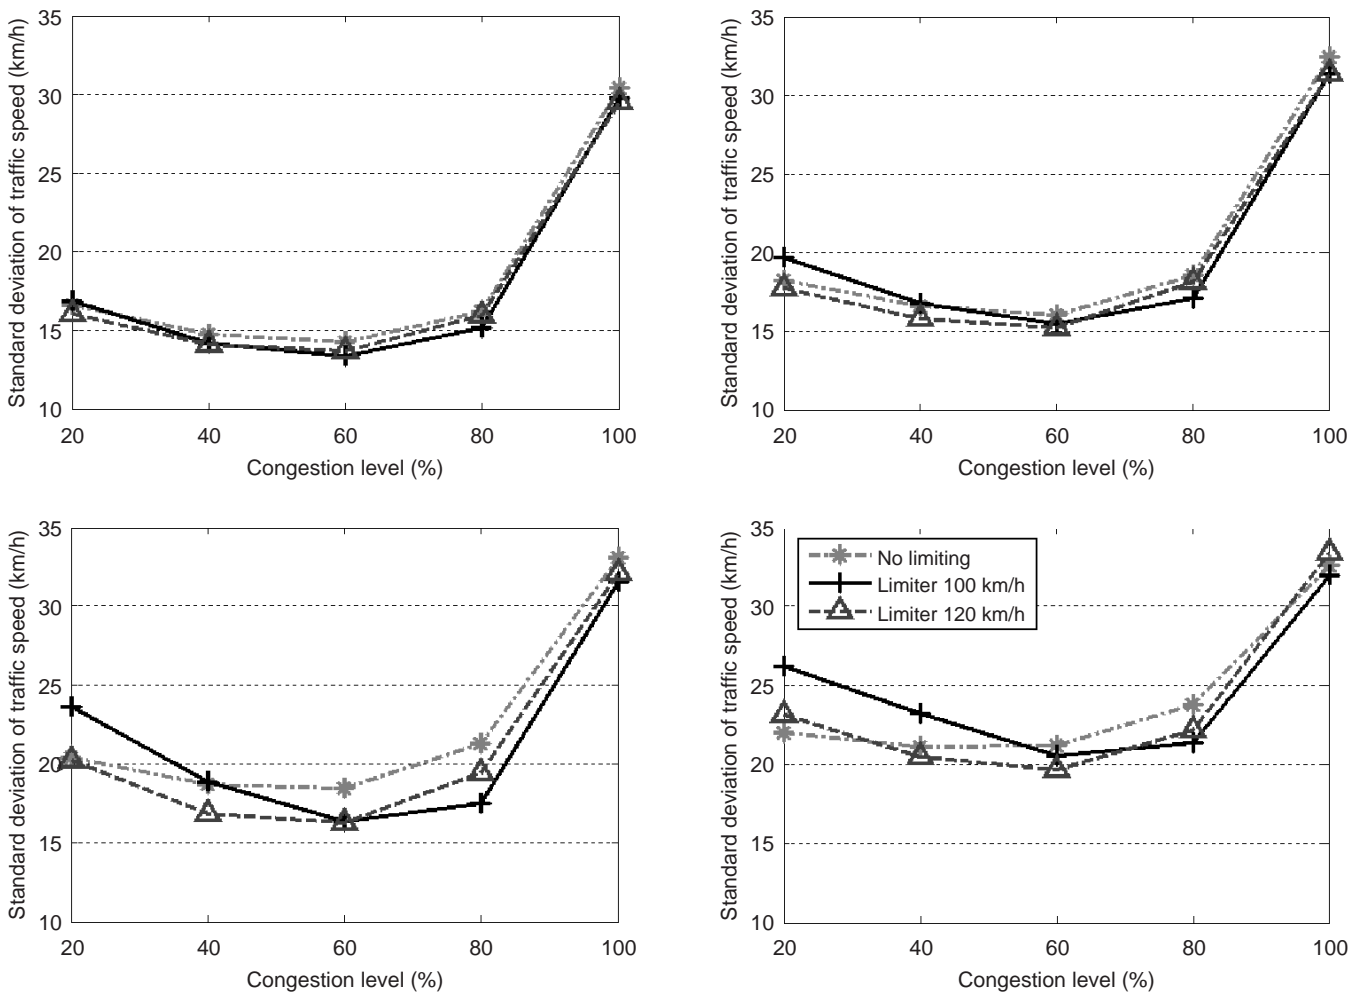 Standard deviation of traffic speed (km/h)
35
30
25
20
15
10
20 40 60 80 100
Congestion level (%)
Standard deviation of traffic speed (km/h)
35
30
25
20
15
10
20 40 60 80 100
Congestion level (%)
Standard deviation of traffic speed (km/h)
35
30
25
20
15
10
20 40 60 80 100
Congestion level (%)
Standard deviation of traffic speed (km/h)
35
30
25
20
15
10
No limiting
Limiter 100 km/h
Limiter 120 km/h
20 40 60 80 100
Congestion level (%)